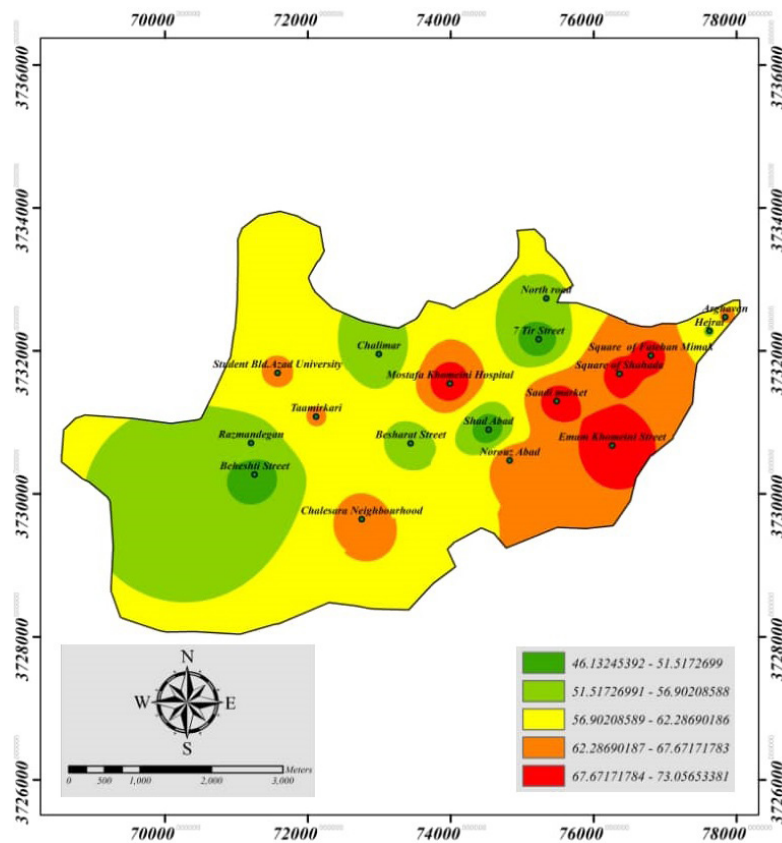 70000 72000 74000 76000 78000
3736000
3734000
3732000
3730000
3728000
3726000
3736000
3734000
3732000
3730000
3728000
3726000
North road
Arghavan
Hejrat
7 Tir Street
Chalimar
Square of Faschan Mimak
Student Bld.Azad University
Square of Shohada
Mostafa Khomeini Hospital
Saadi market
Taamirkari
Shad Abad
Razmandegan
Besharat Street
Emam Khomeini Street
Norouz Abad
Beheshti Street
Chalesara Neighbourhood
N
W E
S
Meters
0 500 1,000 2,000 3,000
46.13245392 - 51.5172699
51.51726991 - 56.90208588
56.90208589 - 62.28690186
62.28690187 - 67.67171783
67.67171784 - 73.05653381
70000 72000 74000 76000 78000